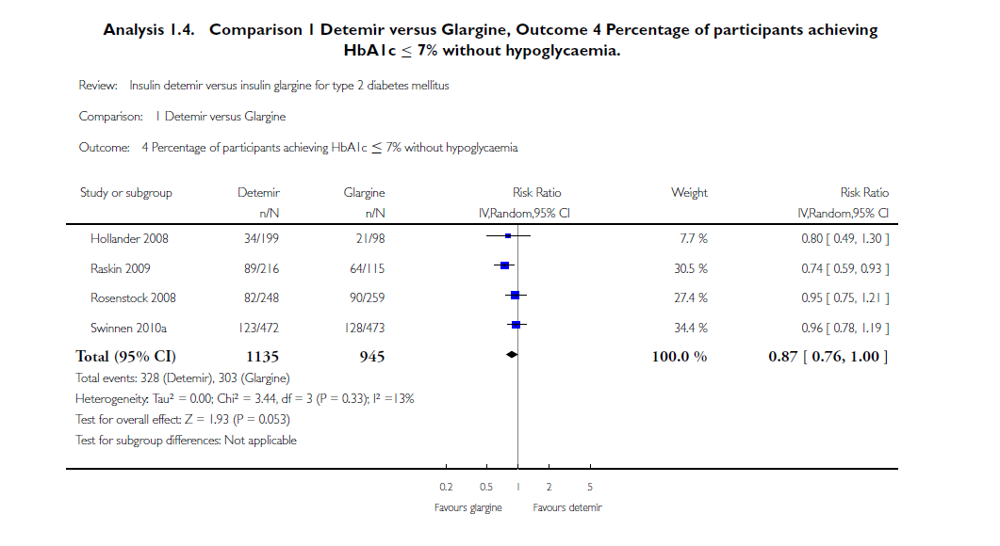 Analysis 1.4. Comparison 1 Detemir versus Glargine, Outcome 4 Percentage of participants achieving
HbA1c ≤ 7% without hypoglycaemia.
Review: Insulin detemir versus insulin glargine for type 2 diabetes mellitus
Comparison: 1 Detemir versus Glargine
Outcome: 4 Percentage of participants achieving HbA1c ≤ 7% without hypoglycaemia
Study or subgroup Detemir Glargine Risk Ratio Weight Risk Ratio
n/N n/N IV,Random,95% CI IV,Random,95% CI
Hollander 2008 34/199 21/98 7.7 % 0.80 [ 0.49, 1.30 ]
Raskin 2009 89/216 64/115 30.5 % 0.74 [ 0.59, 0.93 ]
Rosenstock 2008 82/248 90/259 27.4 % 0.95 [ 0.75, 1.21 ]
Swinnen 2010a 123/472 128/473 34.4 % 0.96 [ 0.78, 1.19 ]
Total (95% CI) 1135 945 100.0 % 0.87 [ 0.76, 1.00 ]
Total events: 328 (Detemir), 303 (Glargine)
Heterogeneity: Tau² = 0.00; Chi² = 3.44, df = 3 (P = 0.33); I² =13%
Test for overall effect: Z = 1.93 (P = 0.053)
Test for subgroup differences: Not applicable
0.2 0.5 1 2 5
Favours glargine Favours detemir